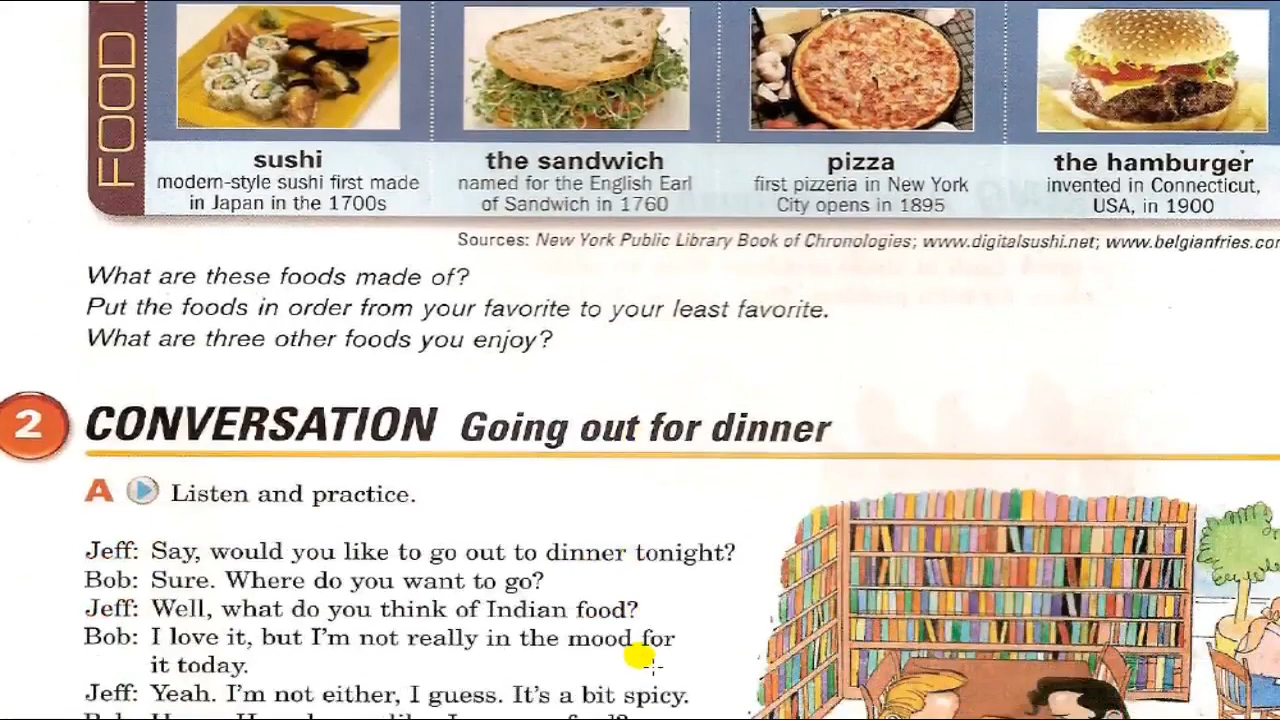 FOOD
sushi
modern-style sushi first made
in Japan in the 1700s
the sandwich
named for the English Earl
of Sandwich in 1760
pizza
first pizzeria in New York
City opens in 1895
the hamburger
invented in Connecticut,
USA, in 1900
Sources: New York Public Library Book of Chronologies; www.digitalsushi.net; www.belgianfries.co
What are these foods made of?
Put the foods in order from your favorite to your least favorite.
What are three other foods you enjoy?
2 CONVERSATION Going out for dinner
A Listen and practice.
Jeff: Say, would you like to go out to dinner tonight?
Bob: Sure. Where do you want to go?
Jeff: Well, what do you think of Indian food?
Bob: I love it, but I'm not really in the mood for
it today.
Jeff: Yeah. I'm not either, I guess. It's a bit spicy.